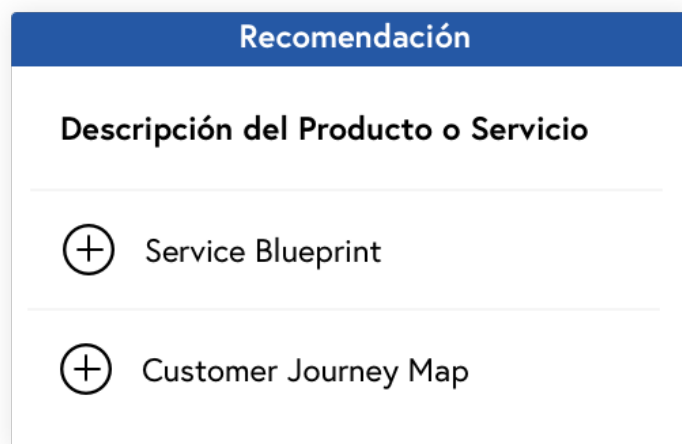 Recomendación
Descripción del Producto o Servicio
Service Blueprint
Customer Journey Map